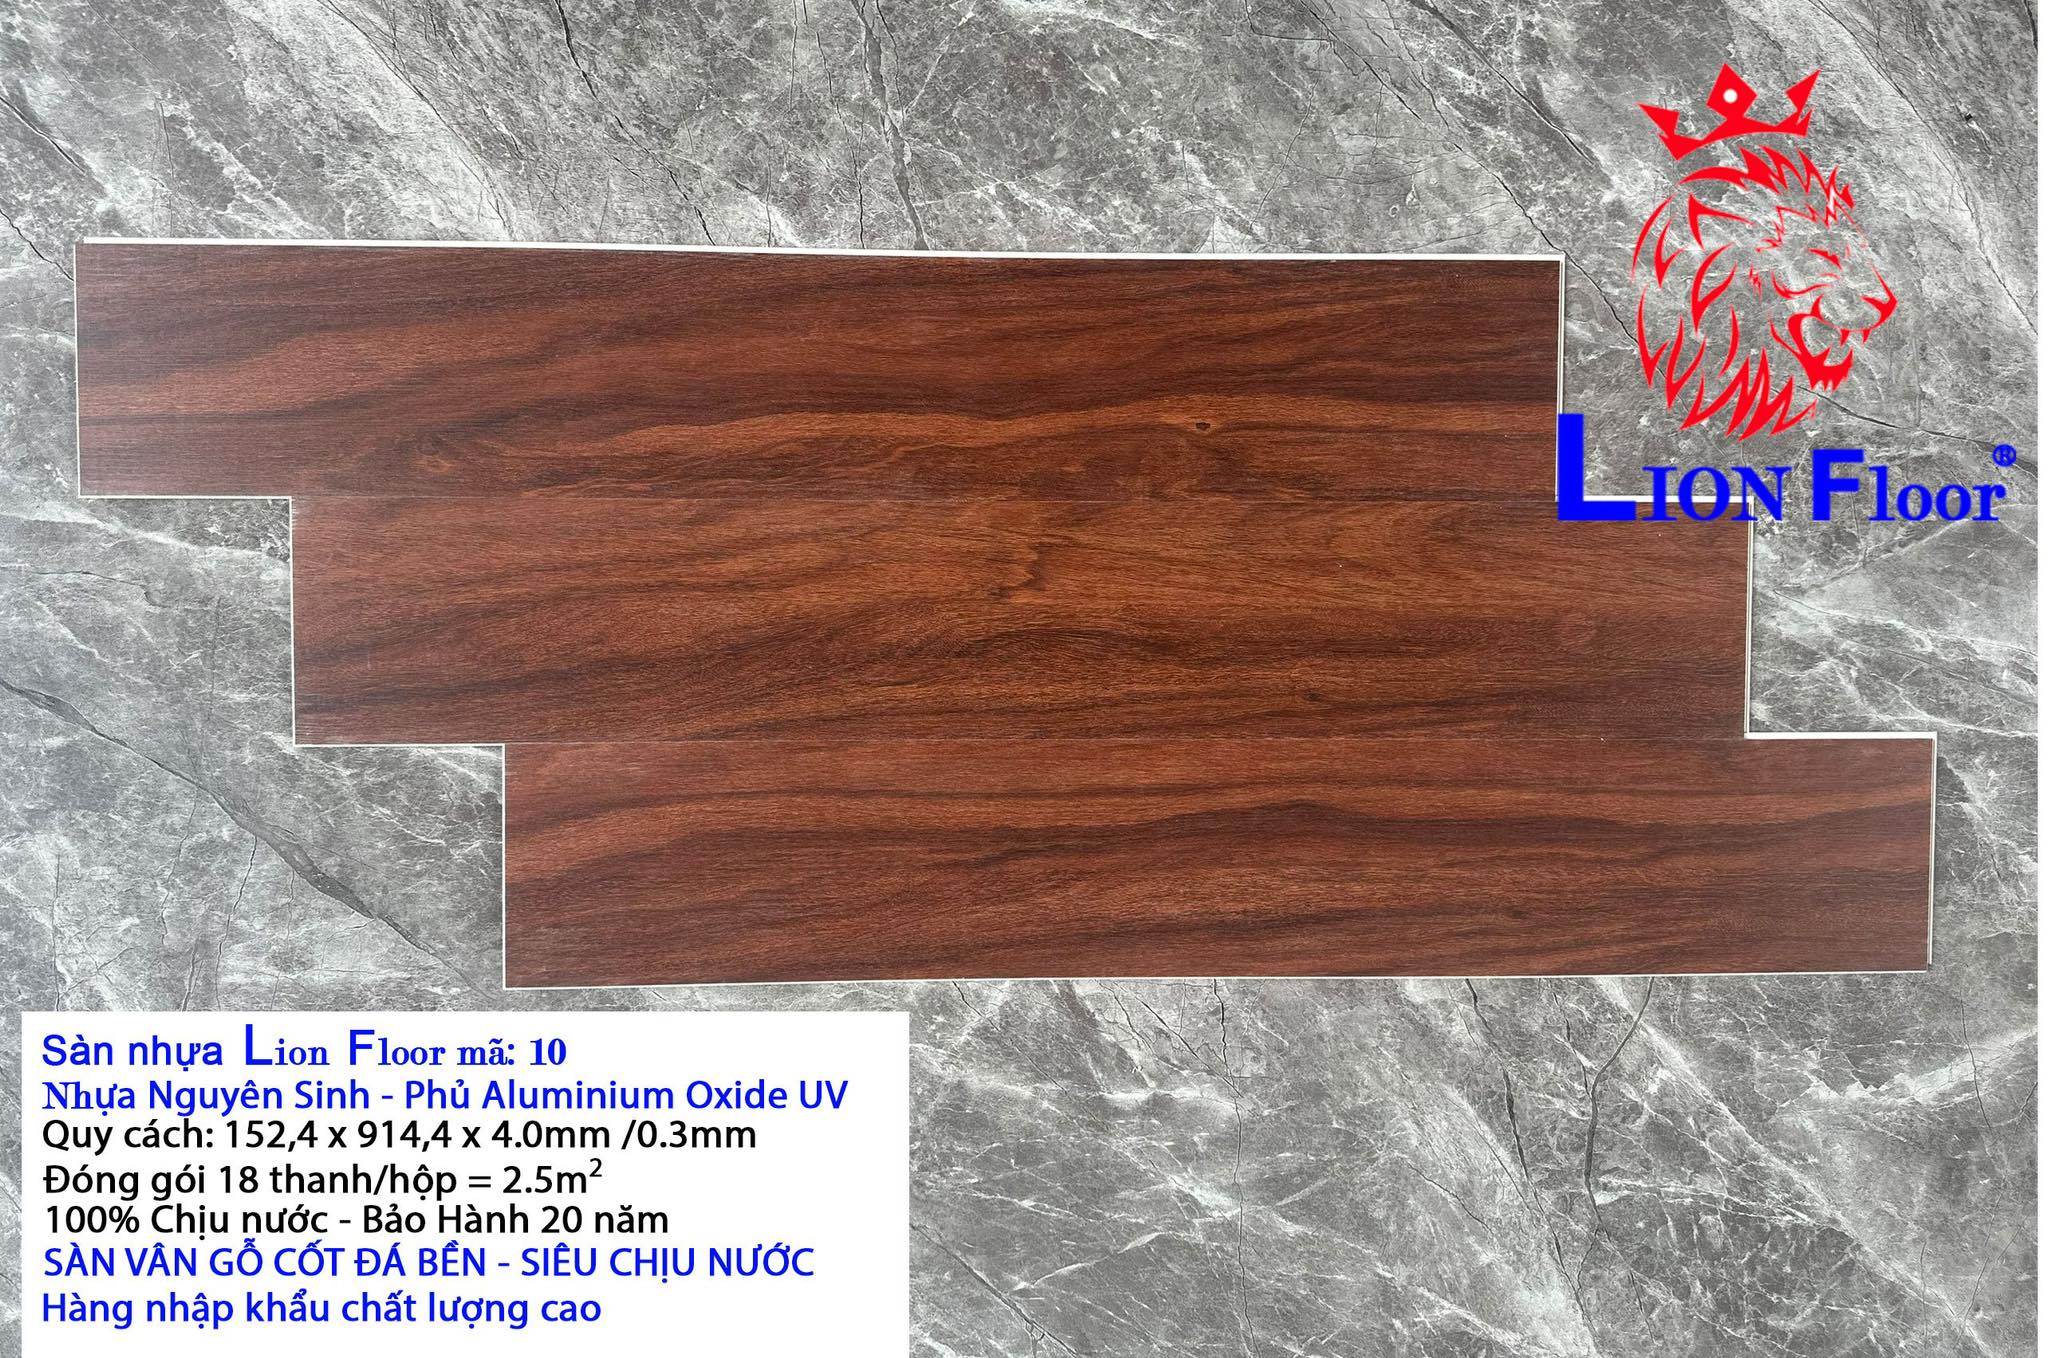 LION FLoor®
Sàn nhựa Lion Floor mã: 10
Nhựa Nguyên Sinh - Phủ Aluminium Oxide UV
Quy cách: 152,4 x 914,4 x 4.0mm /0.3mm
Đóng gói 18 thanh/hộp = 2.5m²
100% Chịu nước - Bảo Hành 20 năm
SÀN VÂN GỖ CỐT ĐÁ BỀN - SIÊU CHỊU NƯỚC
Hàng nhập khẩu chất lượng cao